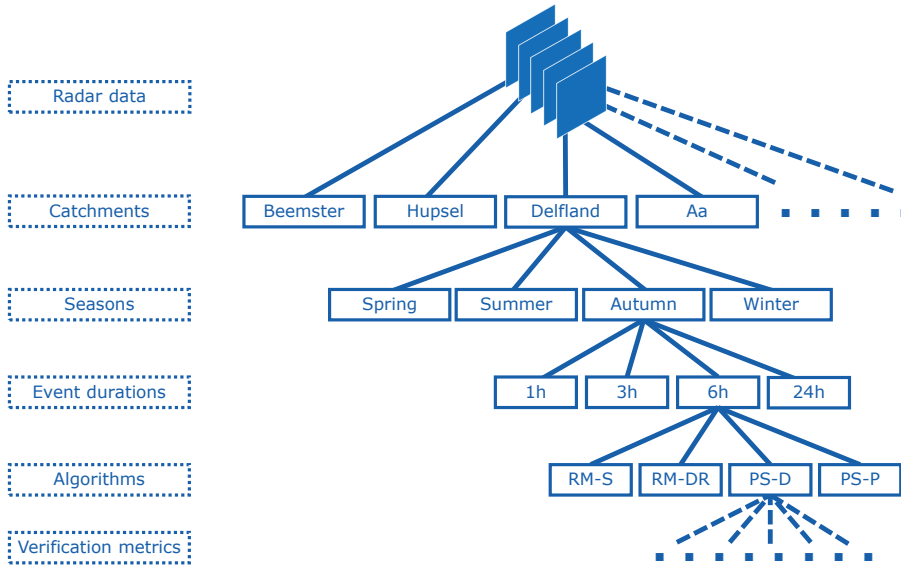 Radar data
Catchments
Beemster
Hupsel
Delfland
Aa
Seasons
Spring
Summer
Autumn
Winter
Event durations
1h
3h
6h
24h
Algorithms
RM-S
RM-DR
PS-D
PS-P
Verification metrics